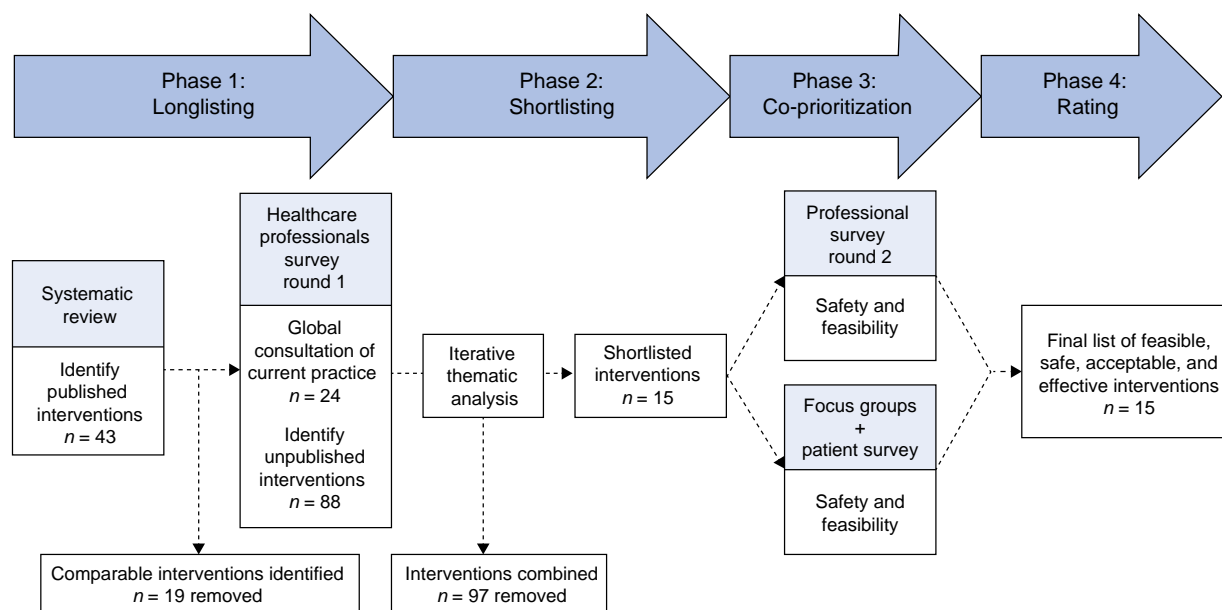 Phase 1:
Longlisting
Phase 2:
Shortlisting
Phase 3:
Co-prioritization
Phase 4:
Rating
Systematic
review
Identify
published
interventions
n = 43
Healthcare
professionals
survey
round 1
Global
consultation of
current practice
n = 24
Identify
unpublished
interventions
n = 88
Comparable interventions identified
n = 19 removed
Iterative
thematic
analysis
Interventions combined
n = 97 removed
Shortlisted
interventions
n = 15
Professional
survey
round 2
Safety and
feasibility
Focus groups
+
patient survey
Safety and
feasibility
Final list of feasible,
safe, acceptable, and
effective interventions
n = 15